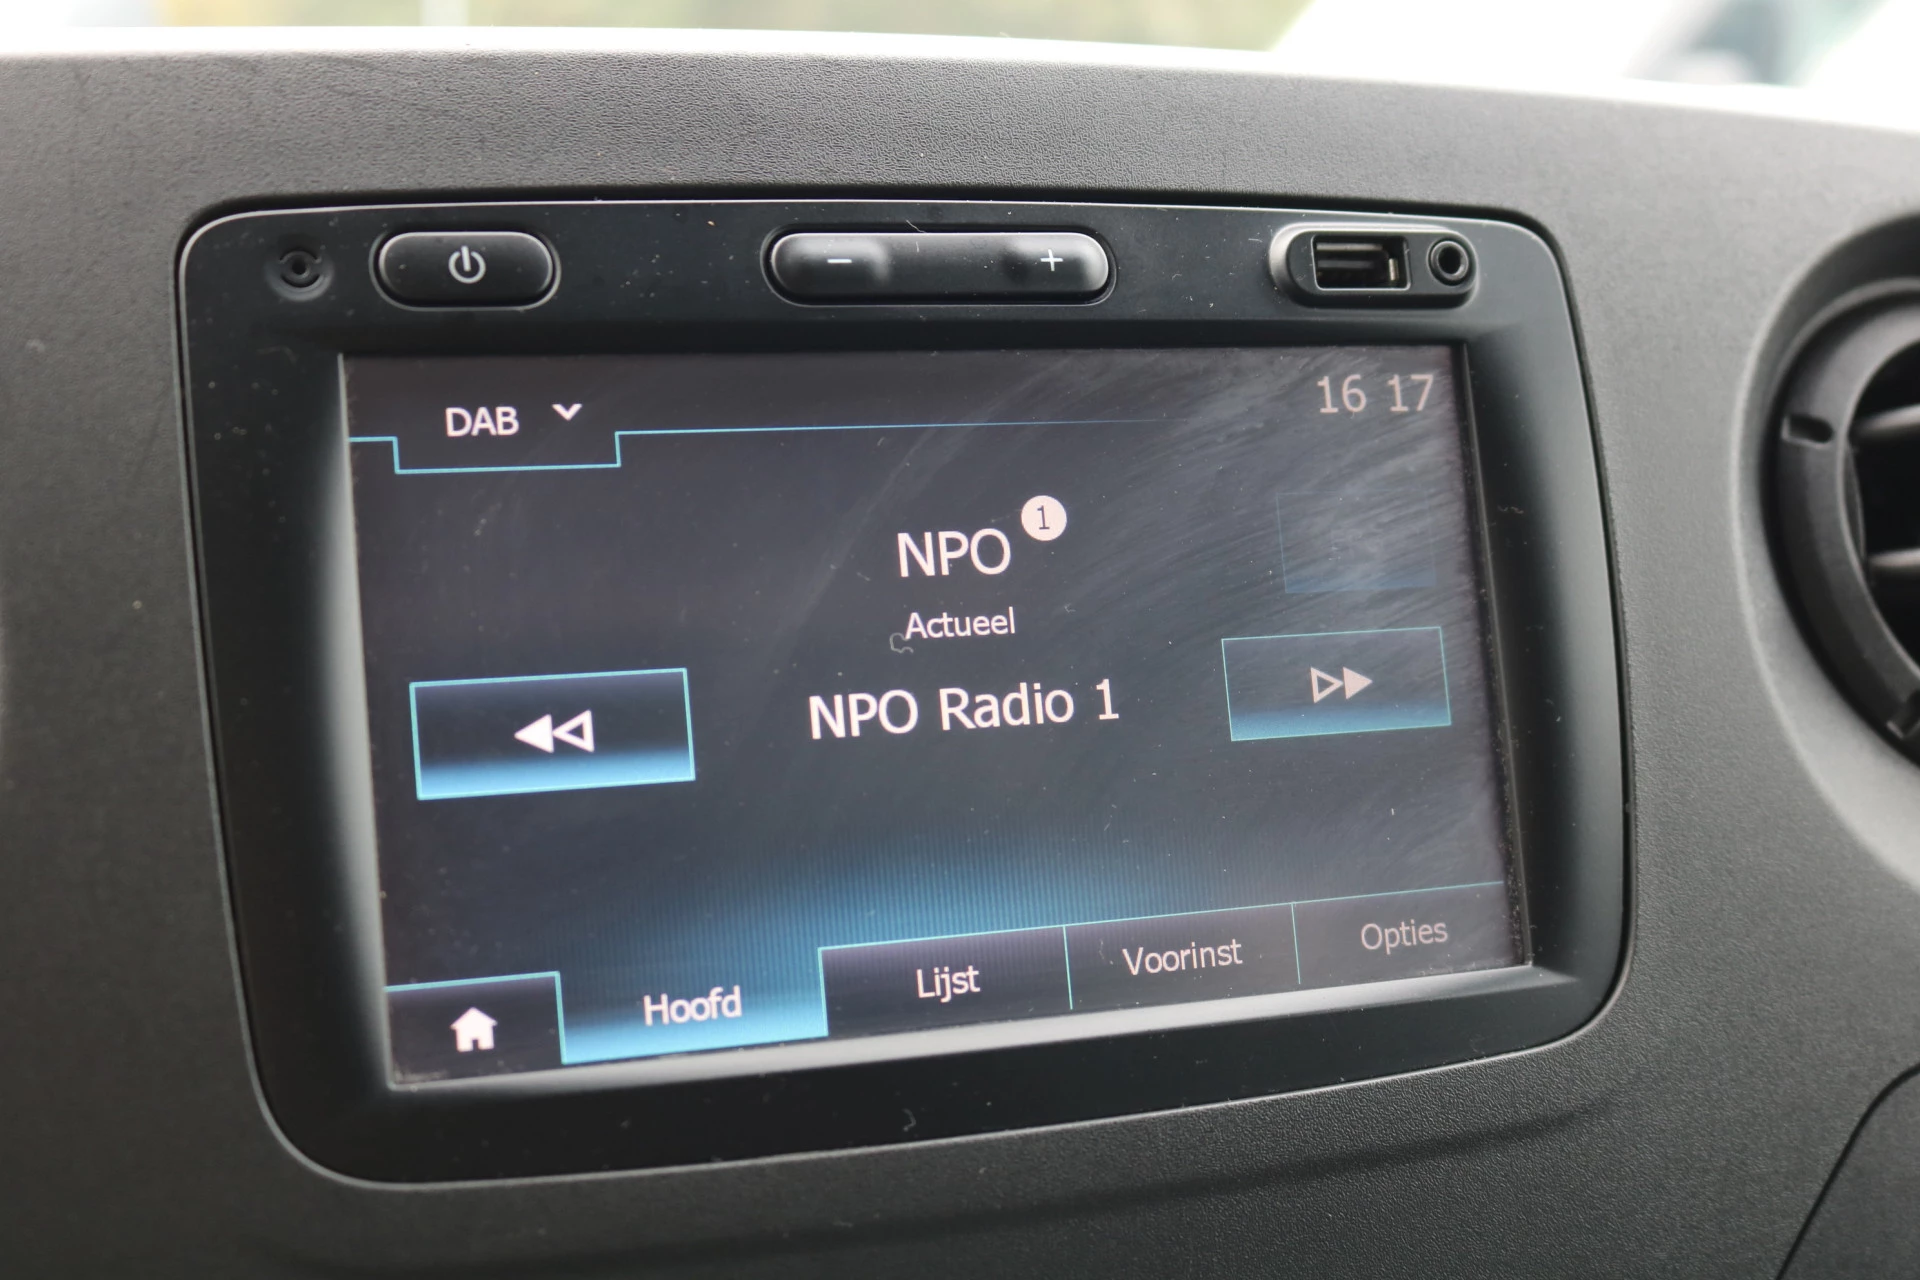 DAB
16 17
NPO 1
Actueel
NPO Radio 1
Hoofd
Lijst
Voorinst
Opties